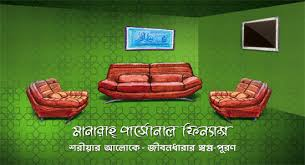 মানারাহ্ পার্সোনাল ফিন্যান্স
শরীয়ার আলোকে - জীবনধারার স্বপ্ন-পূরণ